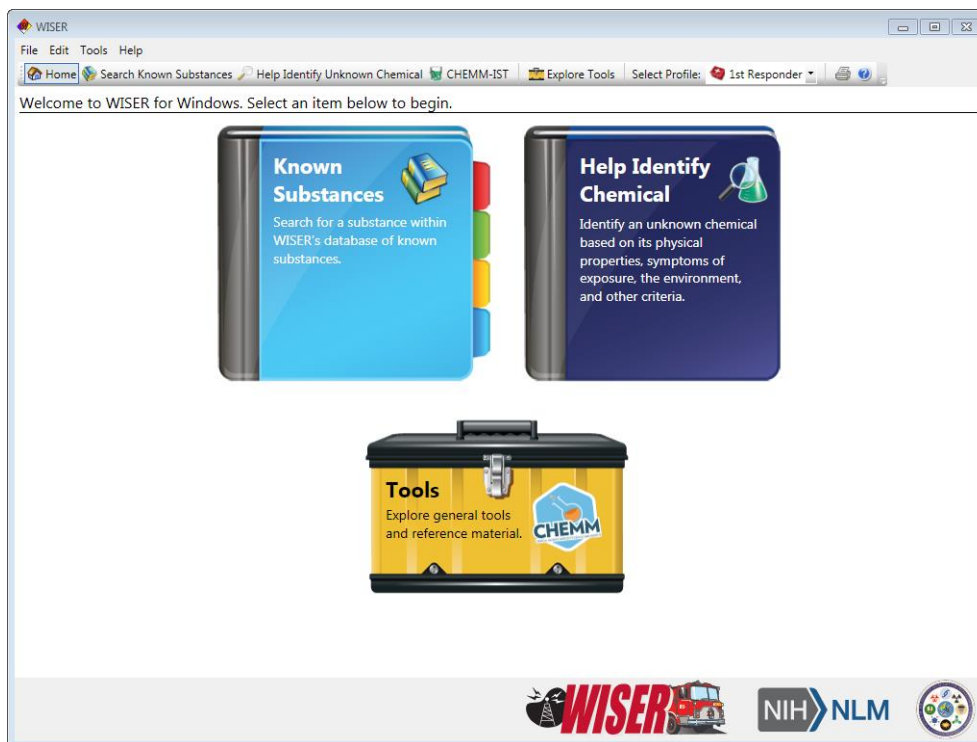 WISER
File Edit Tools Help
Home Search Known Substances Help Identify Unknown Chemical CHEMM-IST Explore Tools Select Profile: 1st Responder
Welcome to WISER for Windows. Select an item below to begin.
Known
Substances
Search for a substance within
WISER's database of known
substances.
Help Identify
Chemical
Identify an unknown chemical
based on its physical
properties, symptoms of
exposure, the environment,
and other criteria.
Tools
Explore general tools
and reference material.
CHEMM
WISER
NIH NLM